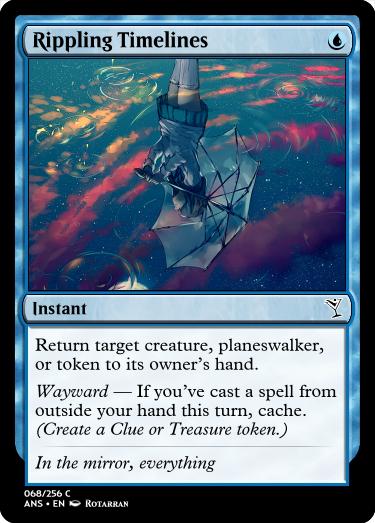 Rippling Timelines
Instant
Return target creature, planeswalker,
or token to its owner's hand.
Wayward — If you've cast a spell from
outside your hand this turn, cache.
(Create a Clue or Treasure token.)
In the mirror, everything
068/256 C
ANS • EN Rotarran